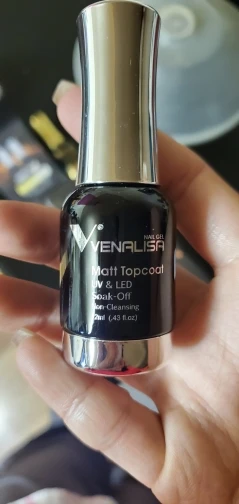 V®
NAIL GEL
VENALISA
Matt Topcoat
UV & LED
Soak-Off
Non-Cleansing
12ml (.43 fl.oz)